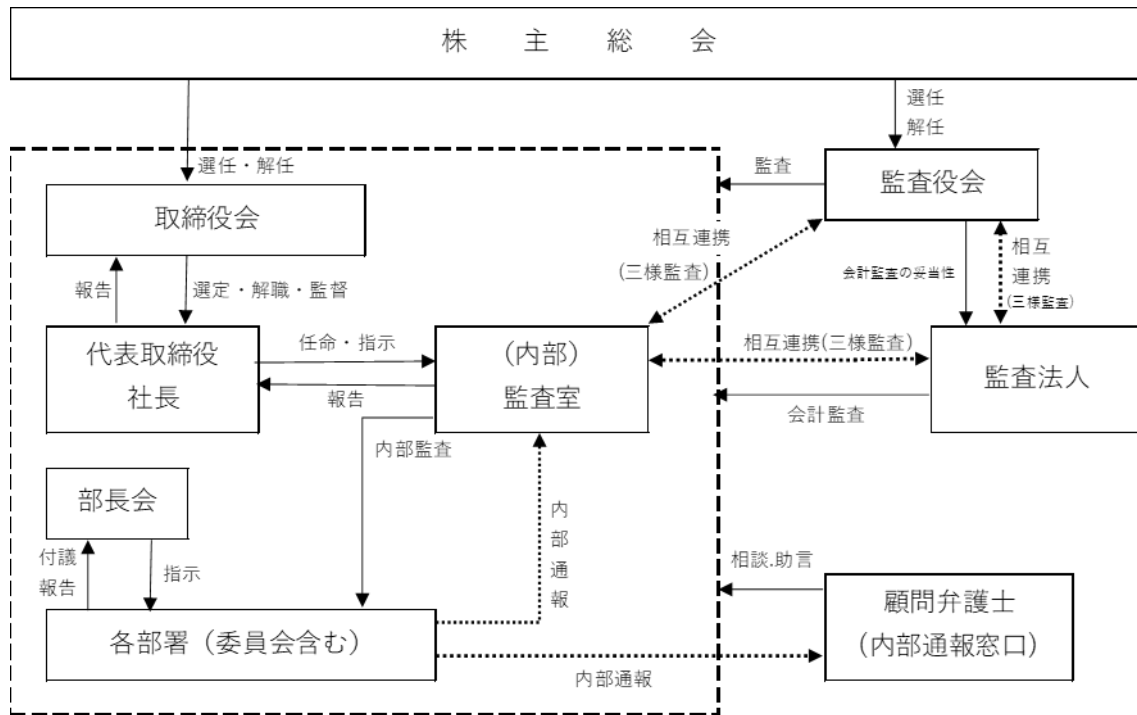 株主総会
選任
解任
選任・解任
監査
監査役会
取締役会
相互連携
(三様監査)
相互
連携
(三様監査)
会計監査の妥当性
報告
選定・解職・監督
代表取締役
社長
任命・指示
報告
(内部)
監査室
相互連携(三様監査)
監査法人
会計監査
内部監査
部長会
内部通報
付議
報告
指示
相談.助言
各部署（委員会含む）
顧問弁護士
（内部通報窓口）
内部通報